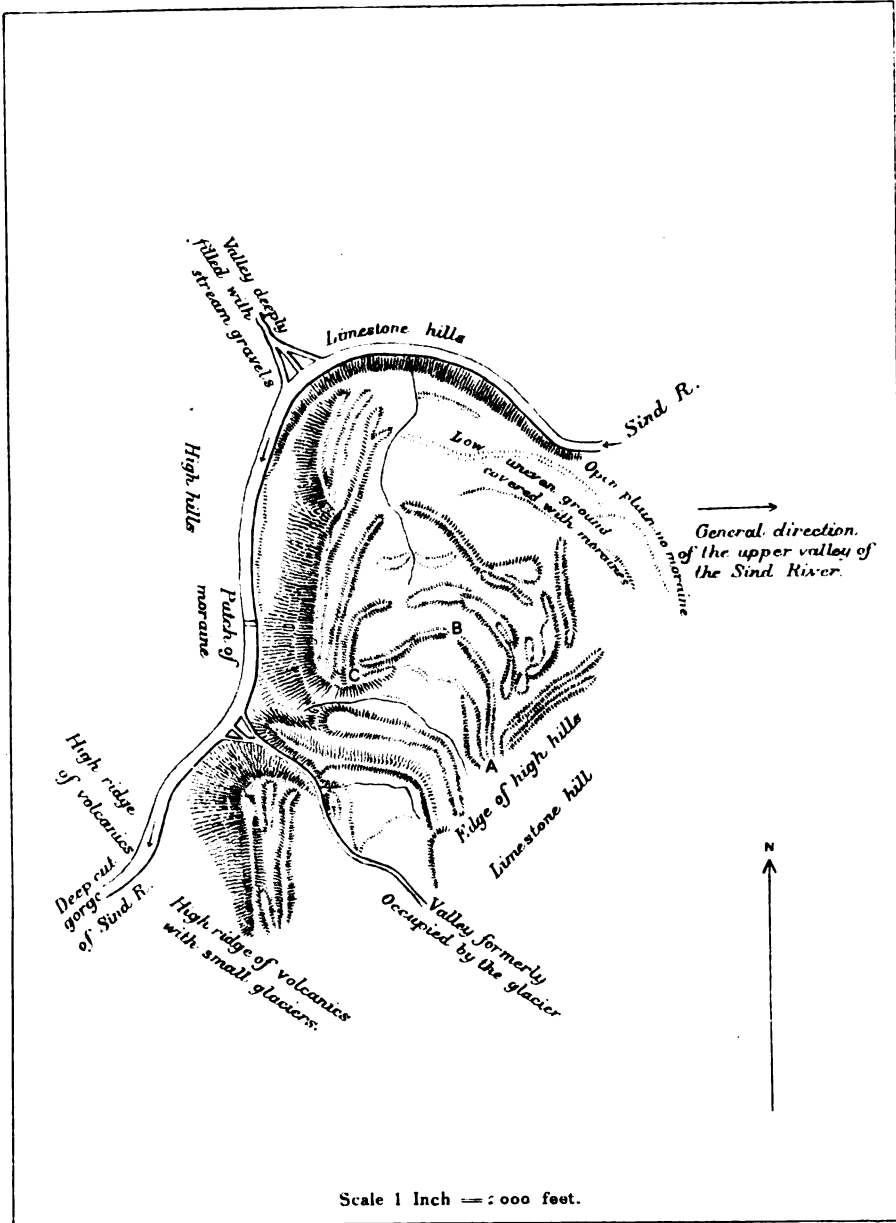 Valley deeply
filled with
stream gravels
Limestone hills
Sind R.
High hills
Low uneven ground
covered with moraine
Open plain no moraine
General direction
of the upper valley of
the Sind River.
Patch of
moraine
B
C
A
Edge of high hills
Limestone hill
High ridge
of volcanics
Deep cut
gorge
of Sind R.
High ridge of volcanics
with small
glaciers.
Valley formerly
Occupied by the glacier
N
Scale 1 Inch = 000 feet.